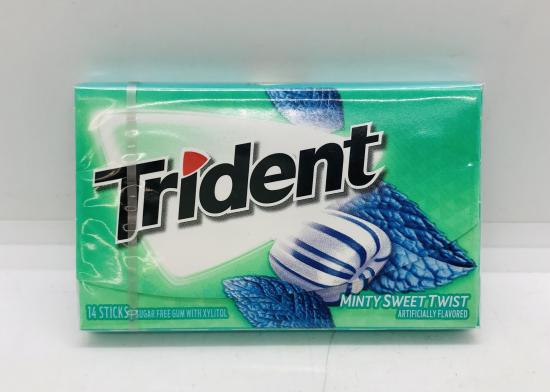 Trident
MINTY SWEET TWIST
14 STICKS SUGAR FREE GUM WITH XYLITOL
ARTIFICIALLY FLAVORED